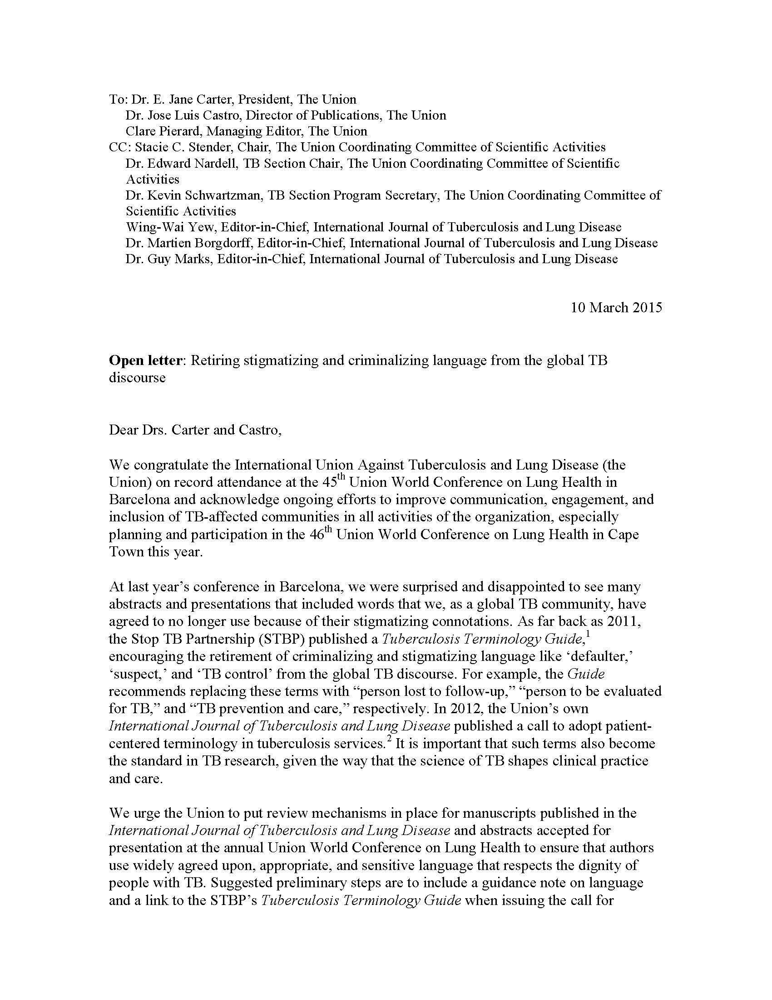 To: Dr. E. Jane Carter, President, The Union
Dr. Jose Luis Castro, Director of Publications, The Union
Clare Pierard, Managing Editor, The Union
CC: Stacie C. Stender, Chair, The Union Coordinating Committee of Scientific Activities
Dr. Edward Nardell, TB Section Chair, The Union Coordinating Committee of Scientific
Activities
Dr. Kevin Schwartzman, TB Section Program Secretary, The Union Coordinating Committee of
Scientific Activities
Wing-Wai Yew, Editor-in-Chief, International Journal of Tuberculosis and Lung Disease
Dr. Martien Borgdorff, Editor-in-Chief, International Journal of Tuberculosis and Lung Disease
Dr. Guy Marks, Editor-in-Chief, International Journal of Tuberculosis and Lung Disease
10 March 2015
Open letter: Retiring stigmatizing and criminalizing language from the global TB
discourse
Dear Drs. Carter and Castro,
We congratulate the International Union Against Tuberculosis and Lung Disease (the
Union) on record attendance at the 45th Union World Conference on Lung Health in
Barcelona and acknowledge ongoing efforts to improve communication, engagement, and
inclusion of TB-affected communities in all activities of the organization, especially
planning and participation in the 46th Union World Conference on Lung Health in Cape
Town this year.
At last year’s conference in Barcelona, we were surprised and disappointed to see many
abstracts and presentations that included words that we, as a global TB community, have
agreed to no longer use because of their stigmatizing connotations. As far back as 2011,
the Stop TB Partnership (STBP) published a Tuberculosis Terminology Guide,1
encouraging the retirement of criminalizing and stigmatizing language like ‘defaulter,’
‘suspect,’ and ‘TB control’ from the global TB discourse. For example, the Guide
recommends replacing these terms with “person lost to follow-up,” “person to be evaluated
for TB,” and “TB prevention and care,” respectively. In 2012, the Union’s own
International Journal of Tuberculosis and Lung Disease published a call to adopt patient-
centered terminology in tuberculosis services.2 It is important that such terms also become
the standard in TB research, given the way that the science of TB shapes clinical practice
and care.
We urge the Union to put review mechanisms in place for manuscripts published in the
International Journal of Tuberculosis and Lung Disease and abstracts accepted for
presentation at the annual Union World Conference on Lung Health to ensure that authors
use widely agreed upon, appropriate, and sensitive language that respects the dignity of
people with TB. Suggested preliminary steps are to include a guidance note on language
and a link to the STBP’s Tuberculosis Terminology Guide when issuing the call for